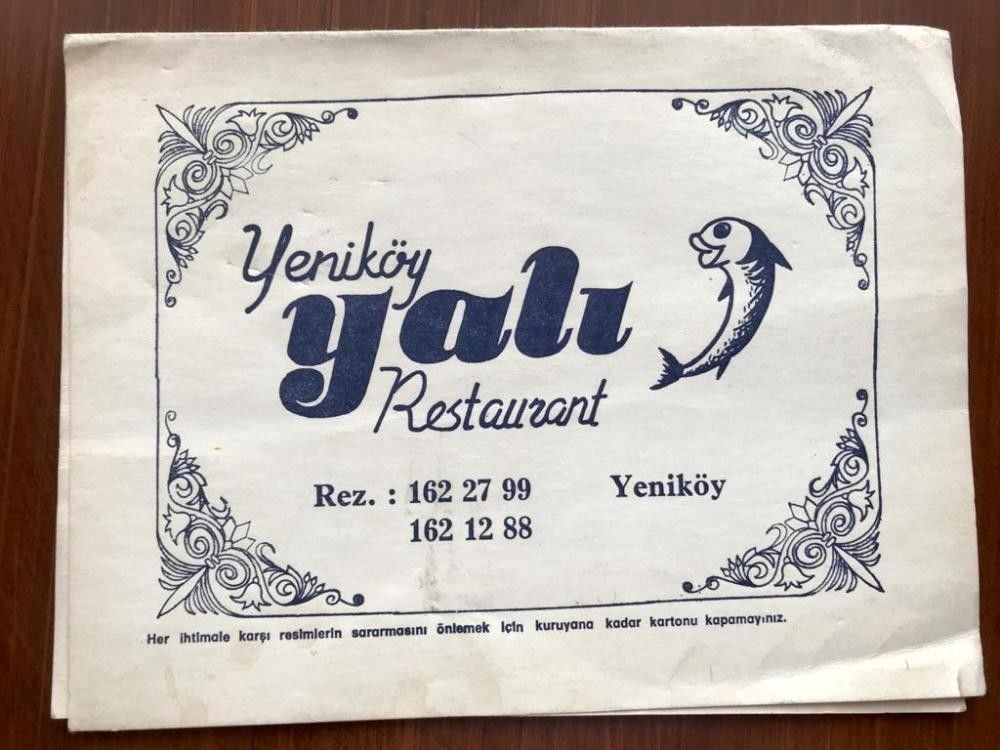 Yeniköy
yalı
Restaurant
Rez. : 162 27 99 Yeniköy
162 12 88
Her ihtimale karşı resimlerin sararmasını önlemek için kuruyana kadar kartonu kapamayınız.